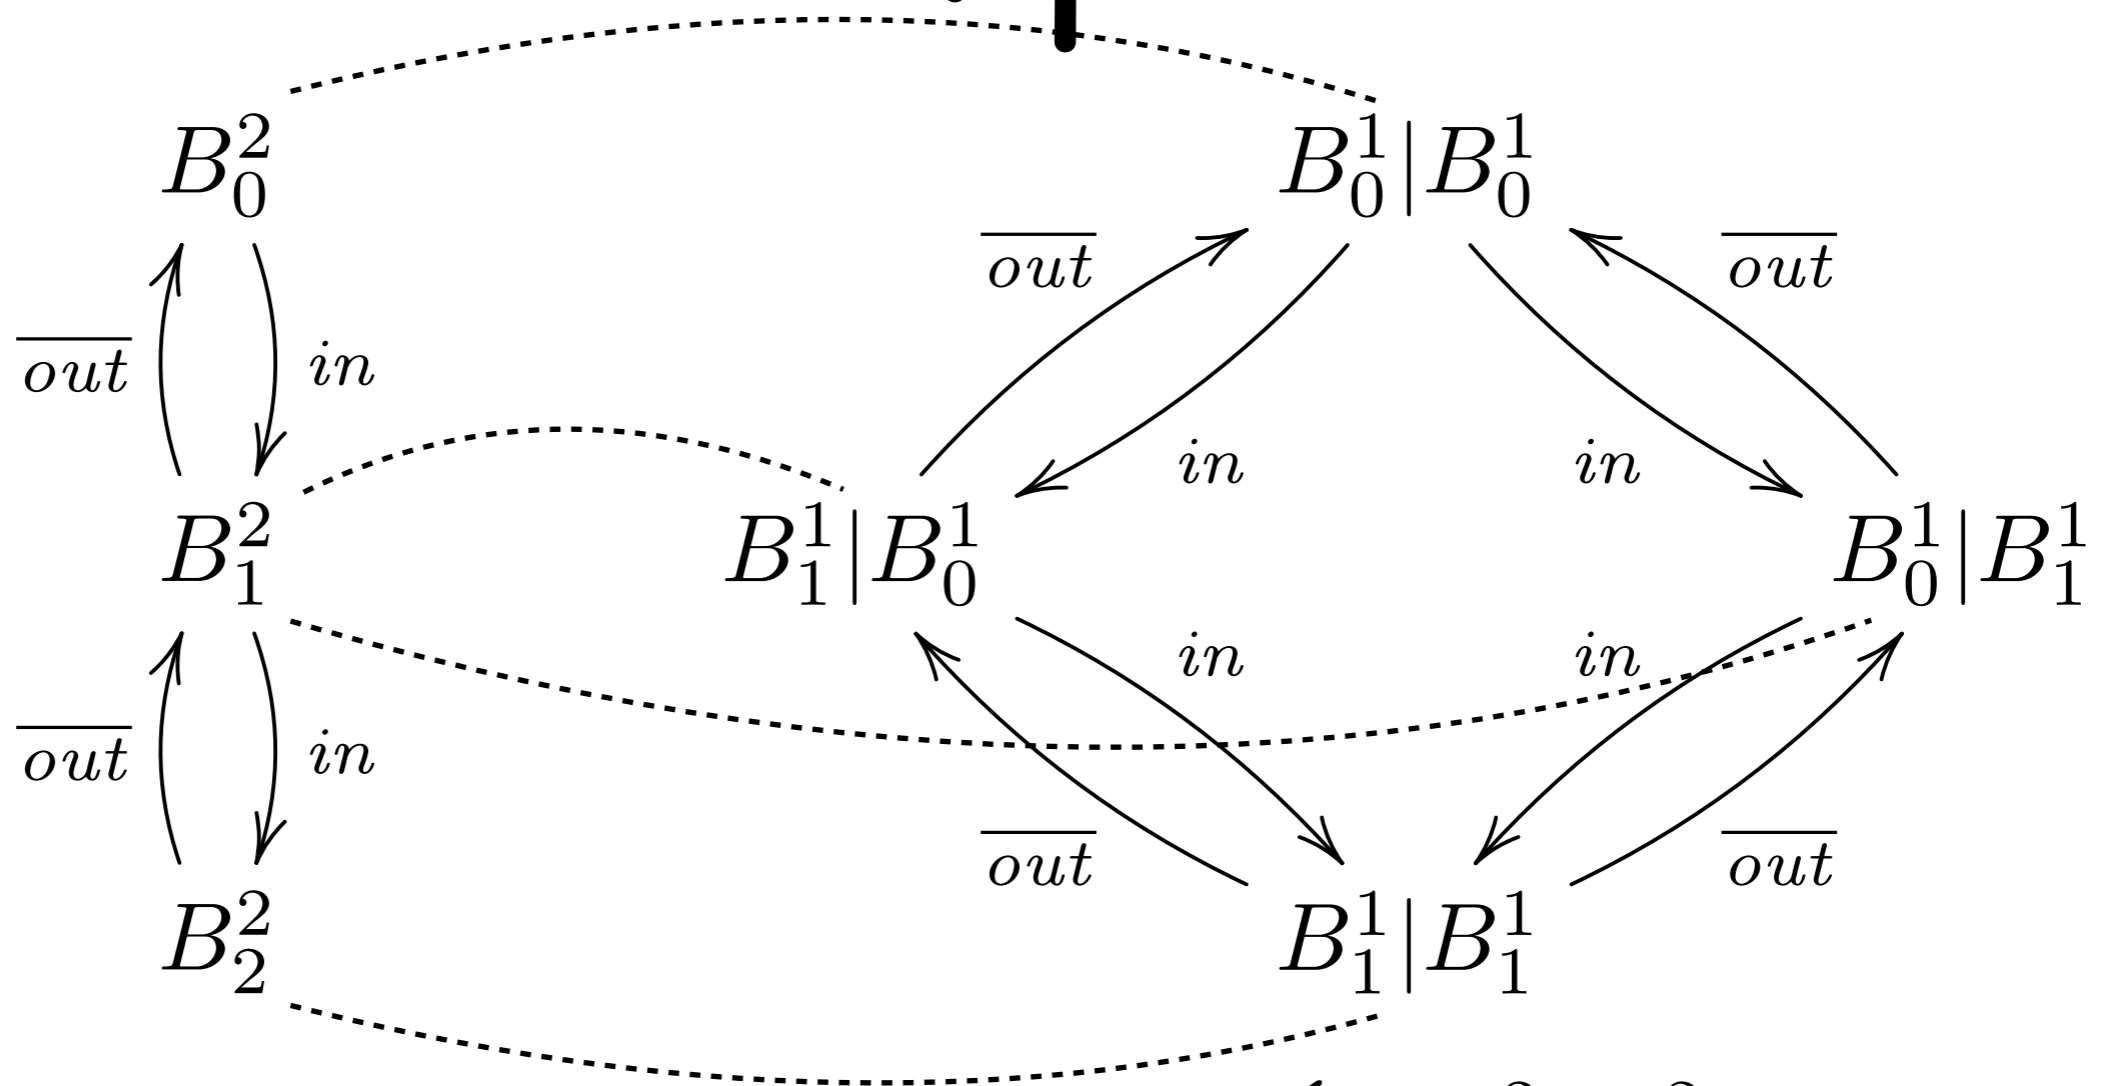 B_0^2 B_0^1|B_0^1
\overline{out} \overline{out}
\overline{out} in
in in
B_1^2 B_1^1|B_0^1 B_0^1|B_1^1
in in
\overline{out} in
\overline{out} \overline{out}
B_2^2 B_1^1|B_1^1